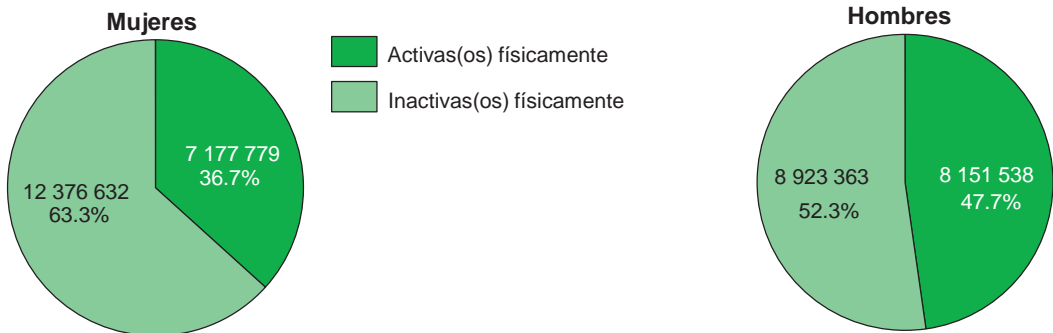 Mujeres
7 177 779
36.7%
12 376 632
63.3%
Activas(os) físicamente
Inactivas(os) físicamente
Hombres
8 923 363
52.3%
8 151 538
47.7%